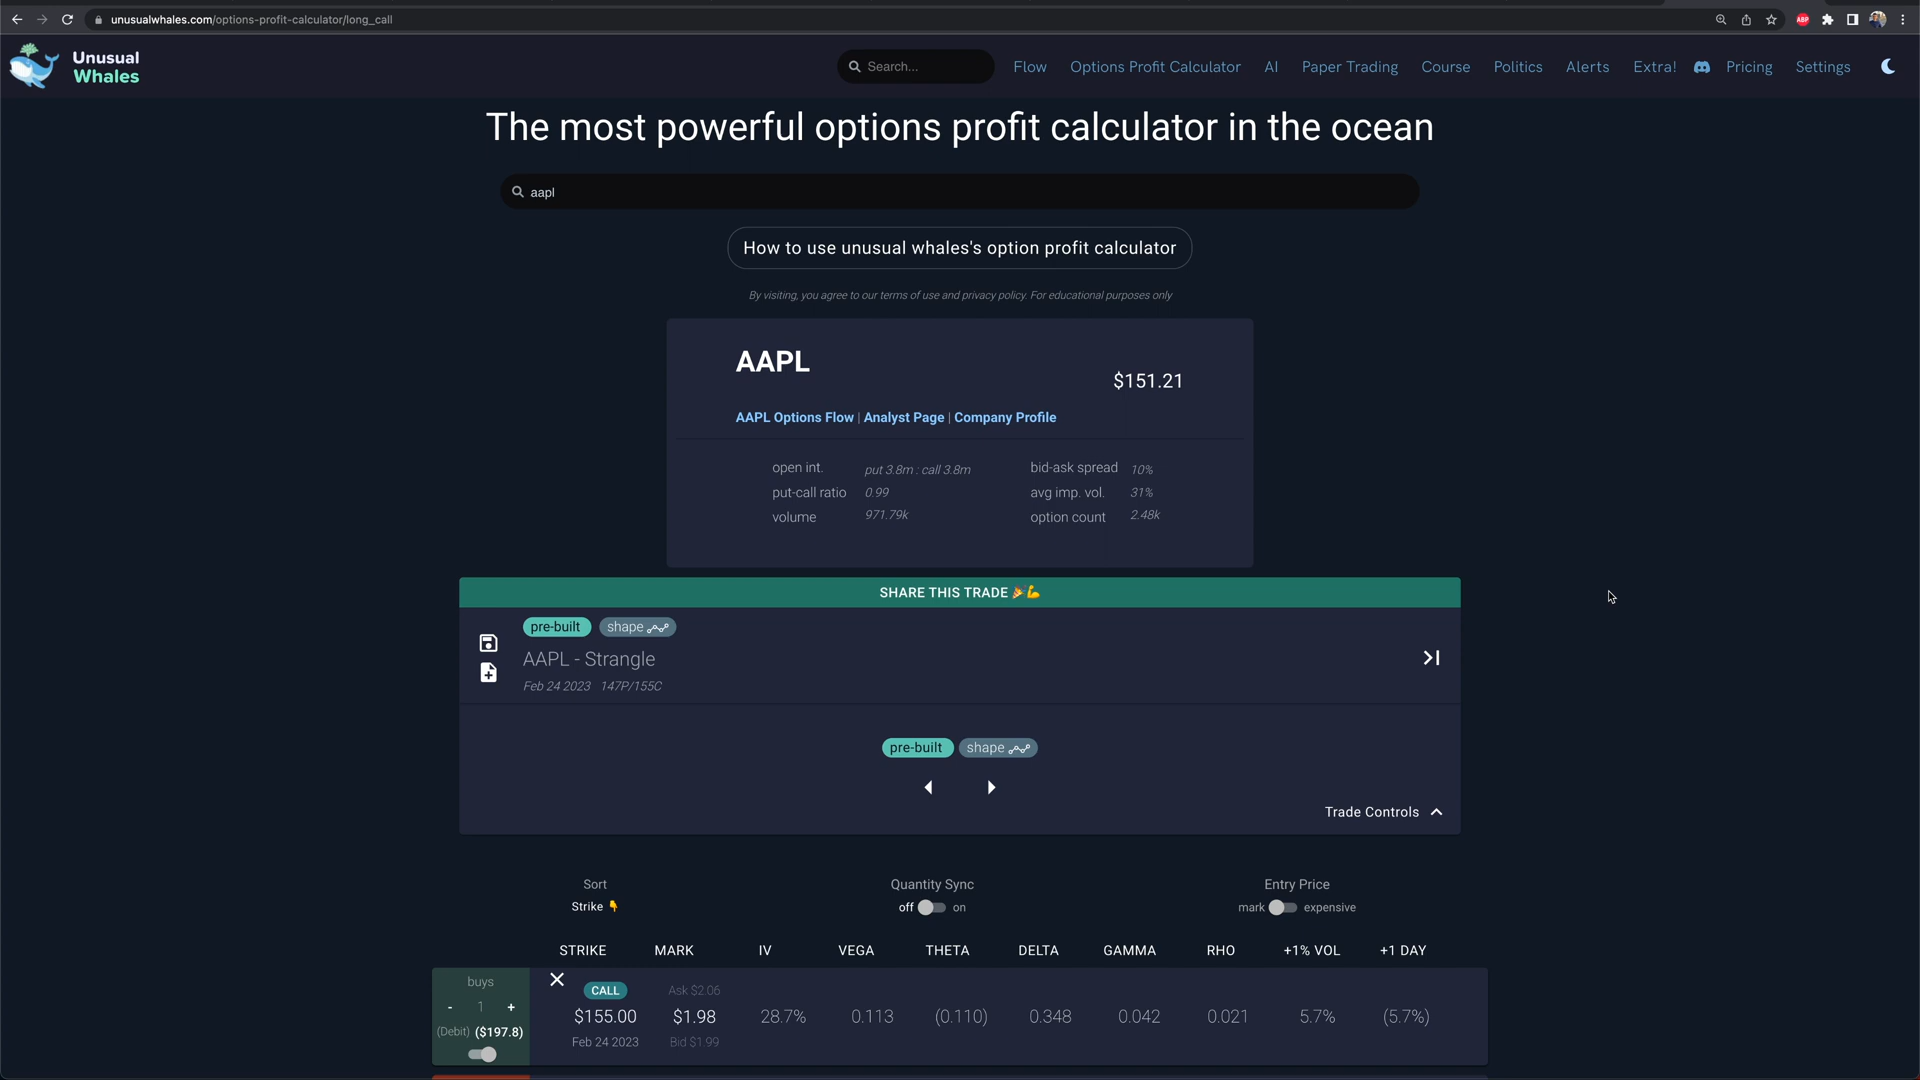 unusualwhales.com/options-profit-calculator/long_call
ABP
Unusual
Whales
Search...
Flow
Options Profit Calculator
AI
Paper Trading
Course
Politics
Alerts
Extra!
Pricing
Settings
The most powerful options profit calculator in the ocean
aapl
How to use unusual whales's option profit calculator
By visiting, you agree to our terms of use and privacy policy. For educational purposes only
AAPL
$151.21
AAPL Options Flow | Analyst Page | Company Profile
open int. put 3.8m : call 3.8m bid-ask spread 10%
put-call ratio 0.99 avg imp. vol. 31%
volume 971.79k option count 2.48k
SHARE THIS TRADE 🎉💪
pre-built shape
AAPL - Strangle
Feb 24 2023 147P/155C
pre-built shape
Trade Controls
Sort Quantity Sync Entry Price
Strike 👇 off on mark expensive
STRIKE MARK IV VEGA THETA DELTA GAMMA RHO +1% VOL +1 DAY
buys
CALL Ask $2.06
- 1 + $155.00 $1.98 28.7% 0.113 (0.110) 0.348 0.042 0.021 5.7% (5.7%)
(Debit) ($197.8) Feb 24 2023 Bid $1.99